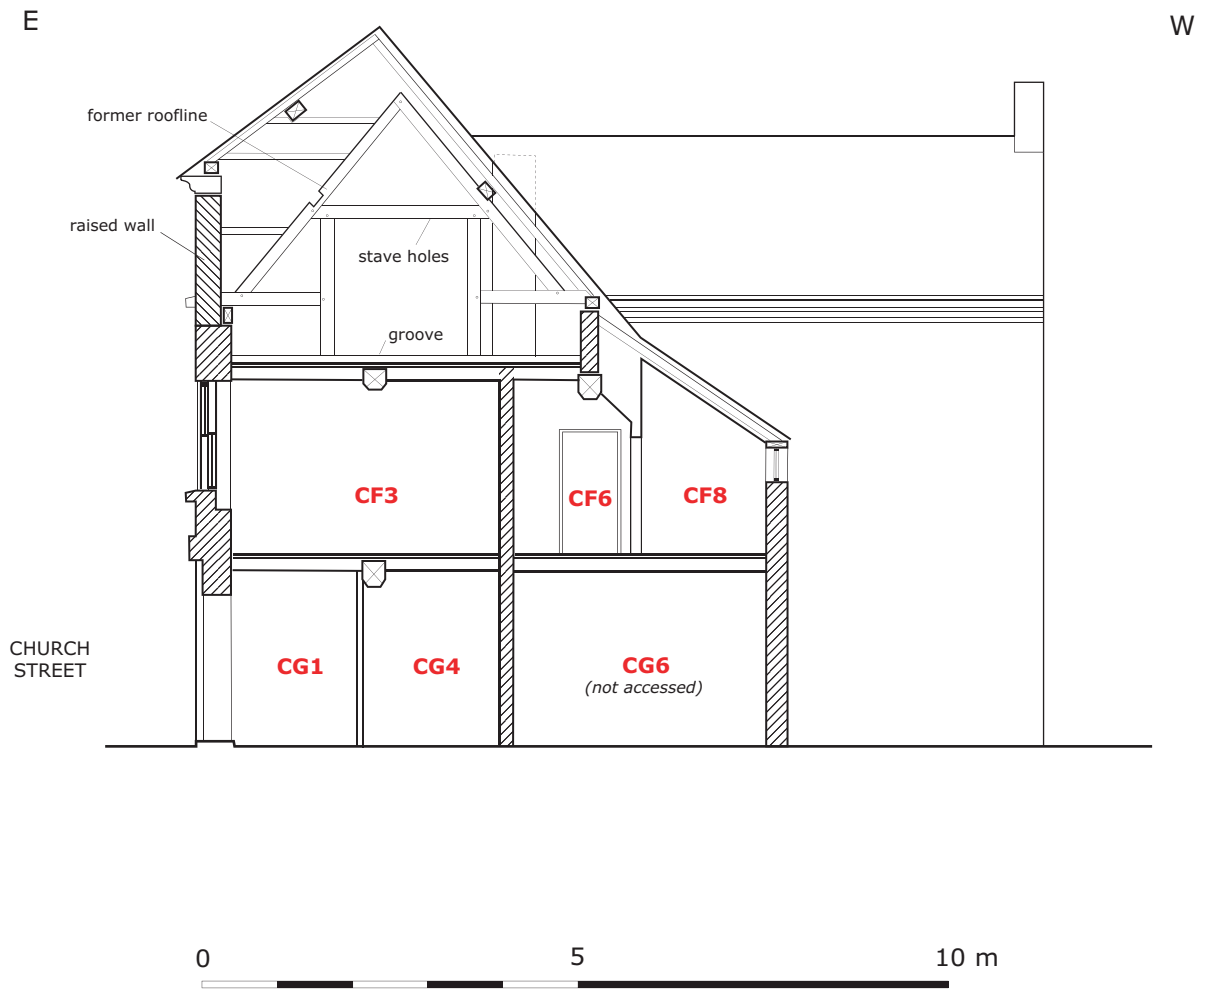 E
W
former roofline
raised wall
stave holes
groove
CF3
CF6
CF8
CHURCH
STREET
CG1
CG4
CG6
(not accessed)
0
5
10 m